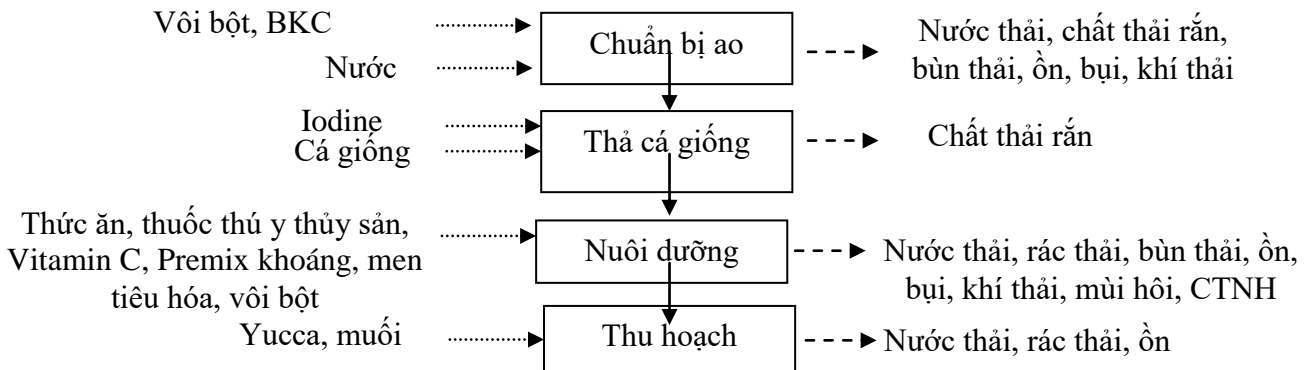 Vôi bột, BKC
Nước
Chuẩn bị ao
Nước thải, chất thải rắn,
bùn thải, ồn, bụi, khí thải
Iodine
Cá giống
Thả cá giống
Chất thải rắn
Thức ăn, thuốc thú y thủy sản,
Vitamin C, Premix khoáng, men
tiêu hóa, vôi bột
Nuôi dưỡng
Nước thải, rác thải, bùn thải, ồn,
bụi, khí thải, mùi hôi, CTNH
Yucca, muối
Thu hoạch
Nước thải, rác thải, ồn